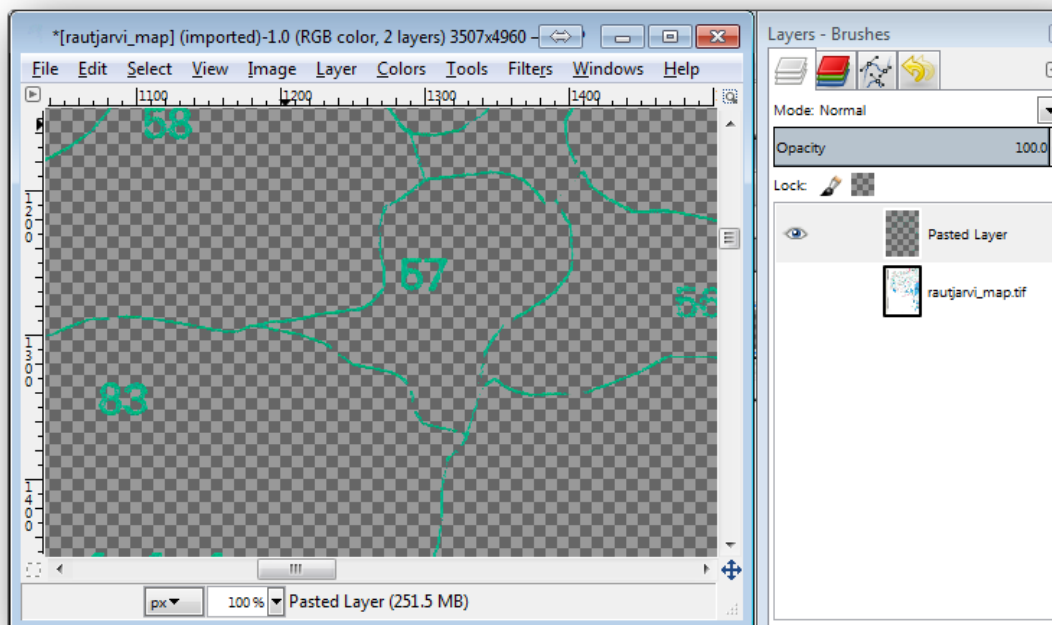 *[rautjarvi_map] (imported)-1.0 (RGB color, 2 layers) 3507x4960 –
File Edit Select View Image Layer Colors Tools Filters Windows Help
1100 1200 1300 1400
1200
1300
1400
58
57
56
83
px 100 % Pasted Layer (251.5 MB)
Layers - Brushes
Mode: Normal
Opacity 100.0
Lock:
Pasted Layer
rautjarvi_map.tif